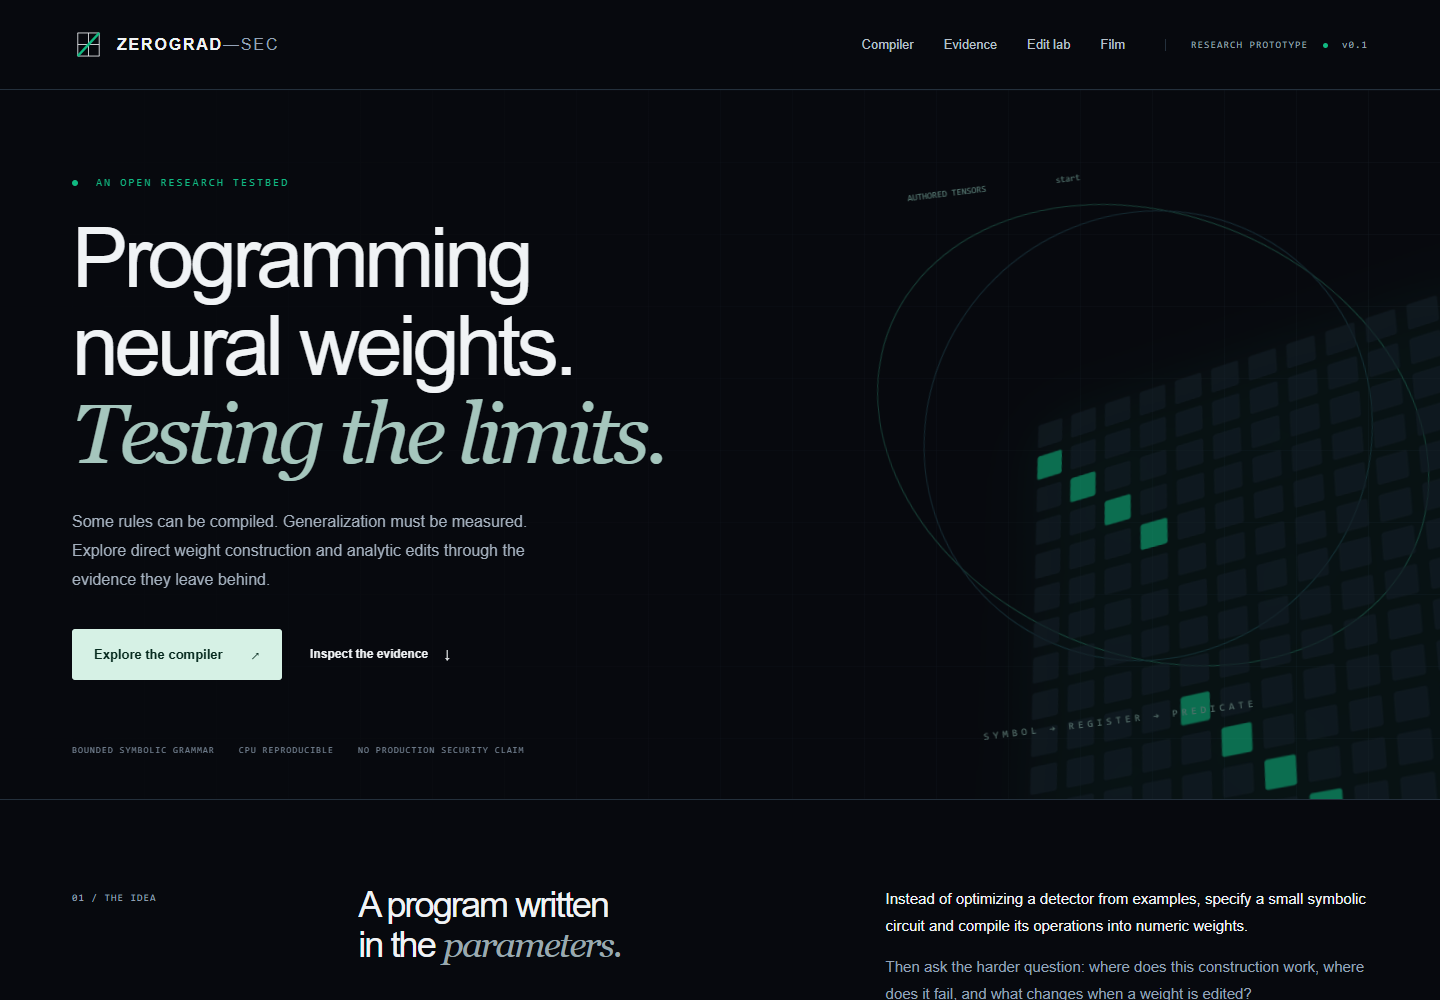 ZEROGRAD—SEC
Compiler
Evidence
Edit lab
Film
RESEARCH PROTOTYPE
v0.1
AN OPEN RESEARCH TESTBED
Programming
neural weights.
Testing the limits.
Some rules can be compiled. Generalization must be measured.
Explore direct weight construction and analytic edits through the
evidence they leave behind.
Explore the compiler ↗
Inspect the evidence ↓
BOUNDED SYMBOLIC GRAMMAR
CPU REPRODUCIBLE
NO PRODUCTION SECURITY CLAIM
AUTHORED TENSORS
start
SYMBOL → REGISTER → PREDICATE
01 / THE IDEA
A program written
in the parameters.
Instead of optimizing a detector from examples, specify a small symbolic
circuit and compile its operations into numeric weights.
Then ask the harder question: where does this construction work, where
does it fail, and what changes when a weight is edited?